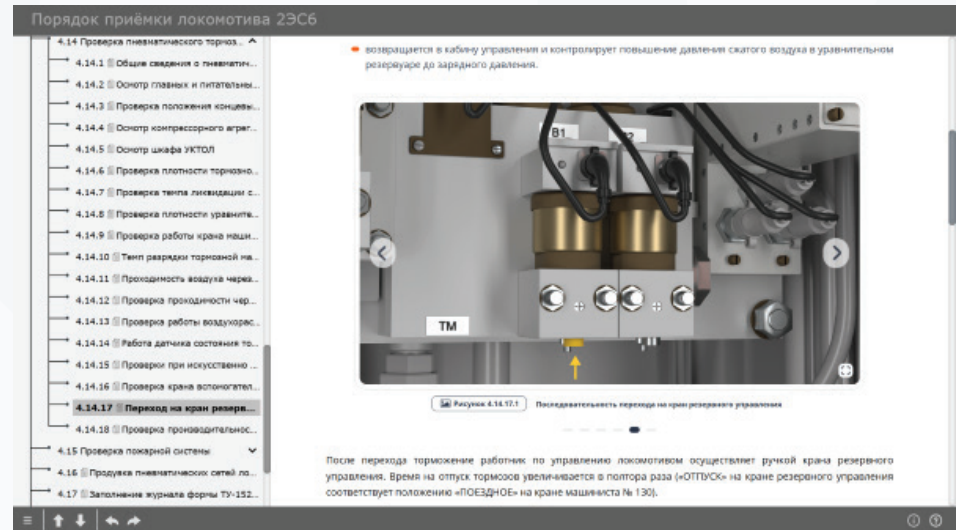 Порядок приёмки локомотива 2ЭС6
4.14 Проверка пневматического тормоз...
4.14.1 Общие сведения о пневматич...
4.14.2 Осмотр главных и питательны...
4.14.3 Проверка положения концевы...
4.14.4 Осмотр компрессорного агрег...
4.14.5 Осмотр шкафа УКТОЛ
4.14.6 Проверка плотности тормозно...
4.14.7 Проверка темпа ликвидации с...
4.14.8 Проверка плотности уравните...
4.14.9 Проверка работы крана маши...
4.14.10 Темп разрядки тормозной ма...
4.14.11 Проходимость воздуха через...
4.14.12 Проверка проходимости чер...
4.14.13 Проверка работы воздухорас...
4.14.14 Работа датчика состояния то...
4.14.15 Проверки при искусственно ...
4.14.16 Проверка крана вспомогател...
4.14.17 Переход на кран резерв...
4.14.18 Проверка производительнос...
4.15 Проверка пожарной системы
4.16 Продувка пневматических сетей ло...
4.17 Заполнение журнала формы ТУ-152...
возвращается в кабину управления и контролирует повышение давления сжатого воздуха в уравнительном
резервуаре до зарядного давления.
В1
ТМ
Рисунок 4.14.17.1 Последовательность перехода на кран резервного управления
После перехода торможение работник по управлению локомотивом осуществляет ручкой крана резервного
управления. Время на отпуск тормозов увеличивается в полтора раза («ОТПУСК» на кране резервного управления
соответствует положению «ПОЕЗДНОЕ» на кране машиниста № 130).